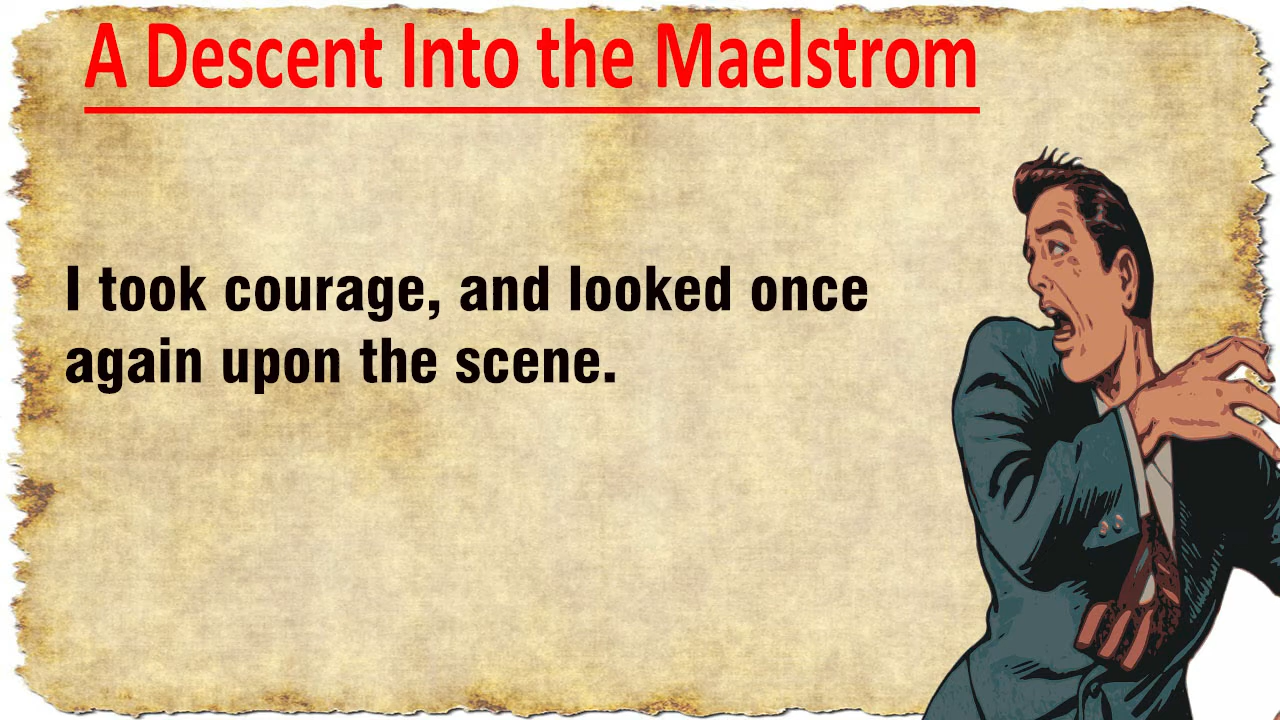 A Descent Into the Maelstrom
I took courage, and looked once
again upon the scene.